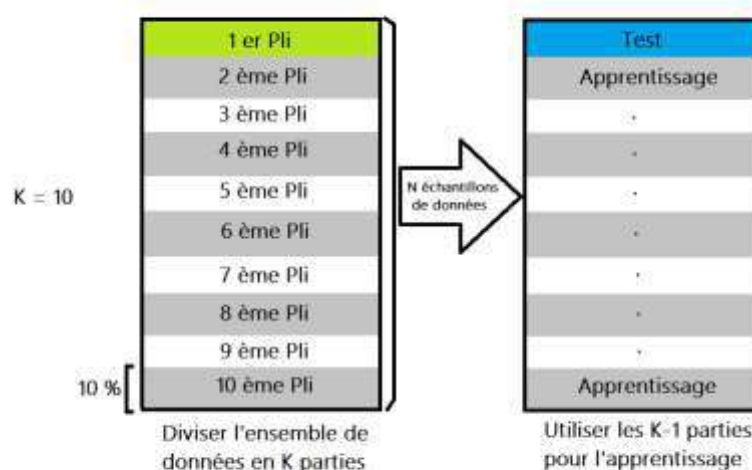 1 er Pli
2 ème Pli
3 ème Pli
4 ème Pli
5 ème Pli
6 ème Pli
7 ème Pli
8 ème Pli
9 ème Pli
10 ème Pli
K = 10
10 %
Diviser l'ensemble de
données en K parties
N échantillons
de données
Test
Apprentissage
.
.
.
.
.
.
.
Apprentissage
Utiliser les K-1 parties
pour l'apprentissage